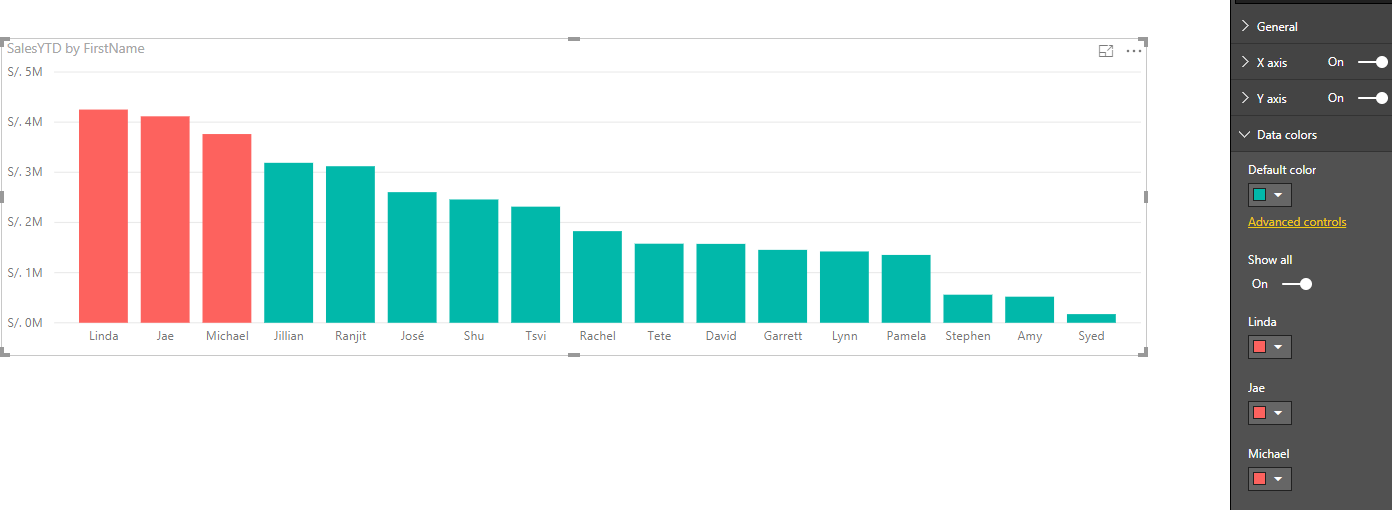 SalesYTD by FirstName
S/. 5M
S/. 4M
S/. 3M
S/. 2M
S/. 1M
S/. 0M
Linda Jae Michael Jillian Ranjit José Shu Tsvi Rachel Tete David Garrett Lynn Pamela Stephen Amy Syed
General
X axis On
Y axis On
Data colors
Default color
Advanced controls
Show all
On
Linda
Jae
Michael